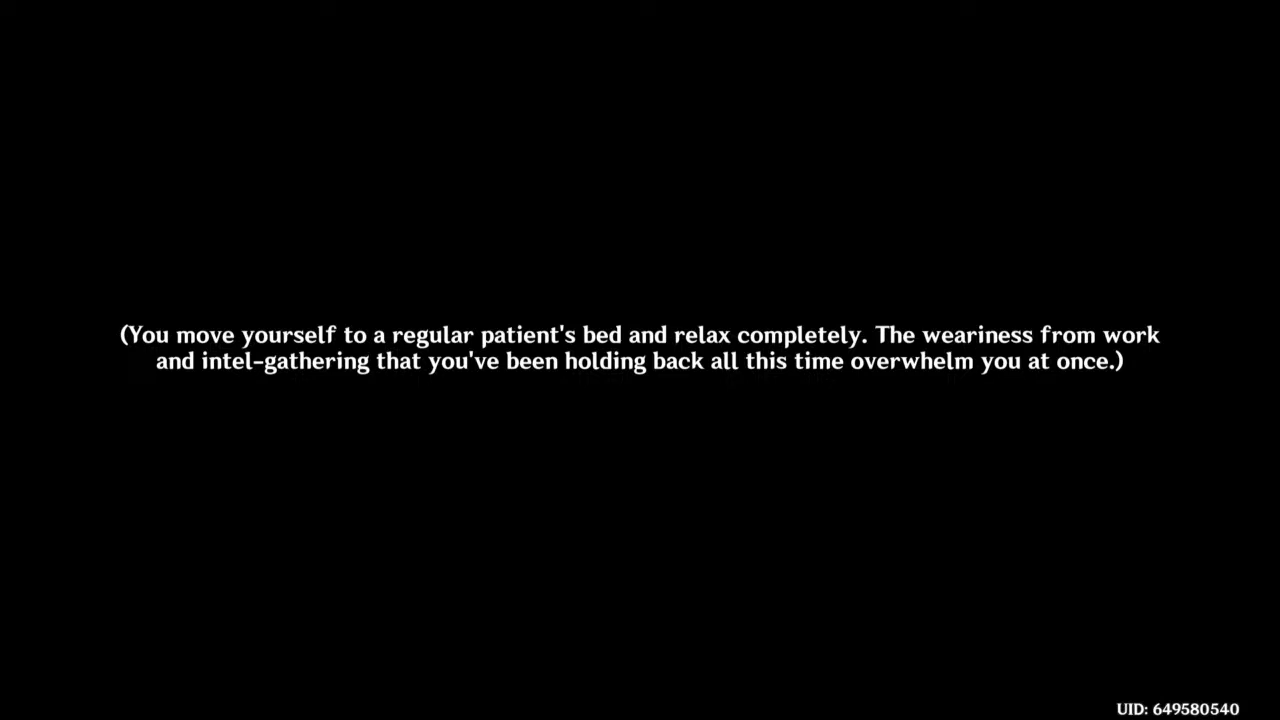 (You move yourself to a regular patient's bed and relax completely. The weariness from work
and intel-gathering that you've been holding back all this time overwhelm you at once.)
UID: 649580540